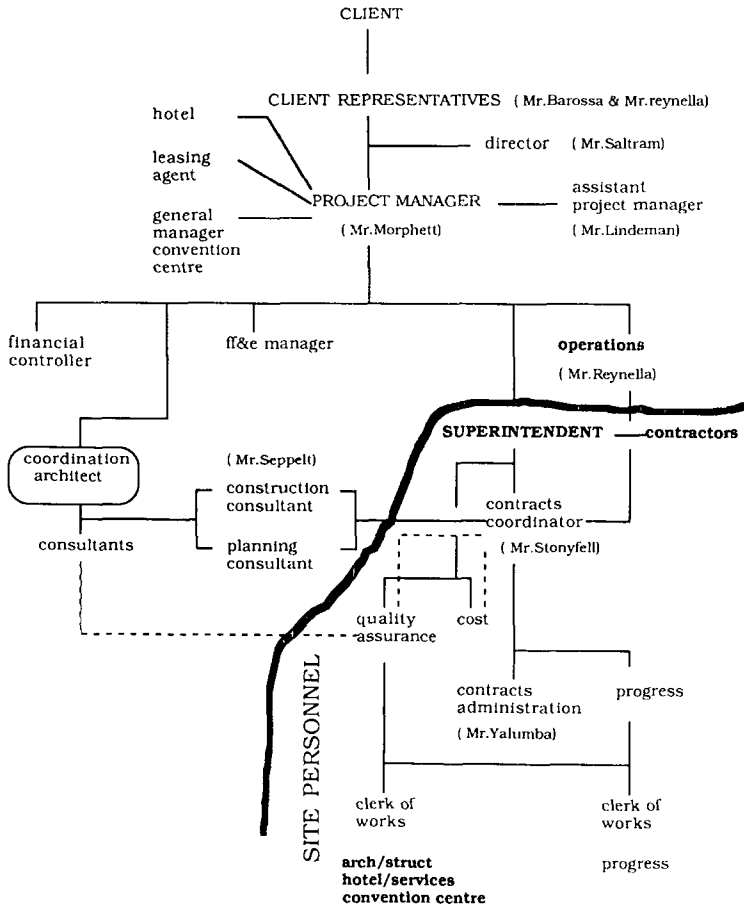 CLIENT
CLIENT REPRESENTATIVES ( Mr.Barossa & Mr.reynella)
hotel
director ( Mr.Saltram)
leasing
agent
PROJECT MANAGER
( Mr.Morphett)
assistant
project manager
( Mr.Lindeman)
general
manager
convention
centre
financial
controller
ff&e manager
operations
( Mr.Reynella)
SUPERINTENDENT
contractors
coordination
architect
(Mr.Seppelt)
construction
consultant
contracts
coordinator
( Mr.Stonyfell)
consultants
planning
consultant
quality
assurance
cost
SITE PERSONNEL
contracts
administration
( Mr.Yalumba)
progress
clerk of
works
clerk of
works
arch/struct
hotel/services
convention centre
progress